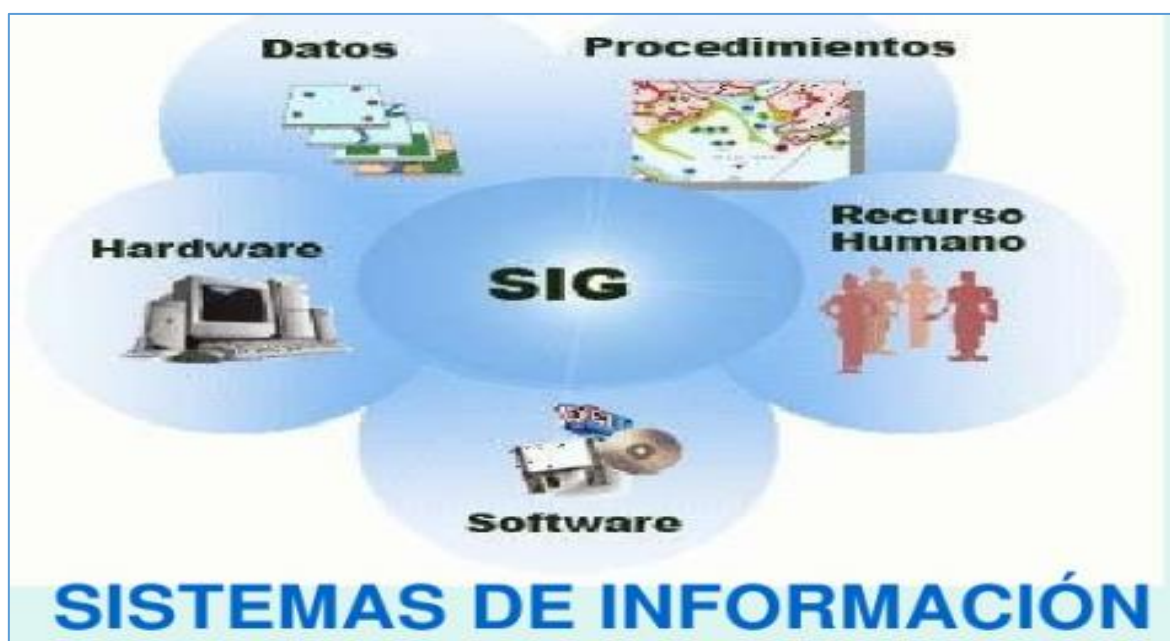 Datos
Procedimientos
Hardware
SIG
Recurso
Humano
Software
SISTEMAS DE INFORMACIÓN